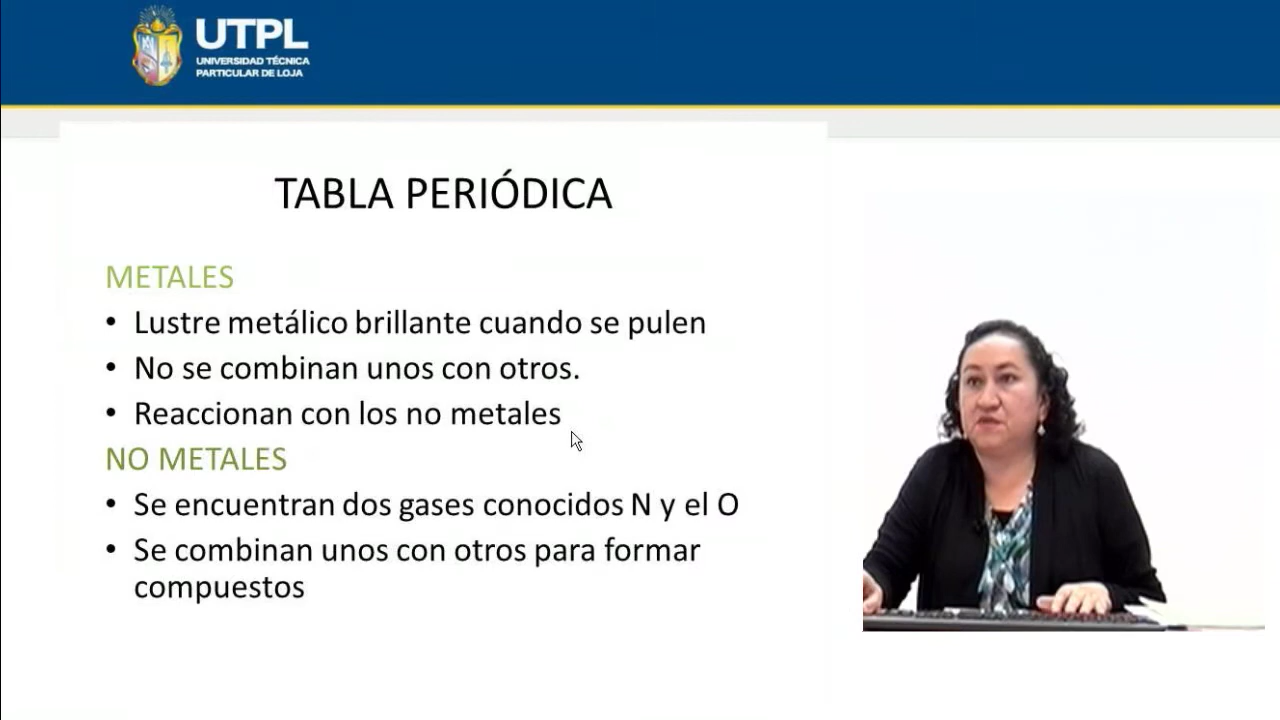 UTPL
UNIVERSIDAD TÉCNICA
PARTICULAR DE LOJA
TABLA PERIÓDICA
METALES
• Lustre metálico brillante cuando se pulen
• No se combinan unos con otros.
• Reaccionan con los no metales
NO METALES
• Se encuentran dos gases conocidos N y el O
• Se combinan unos con otros para formar
compuestos